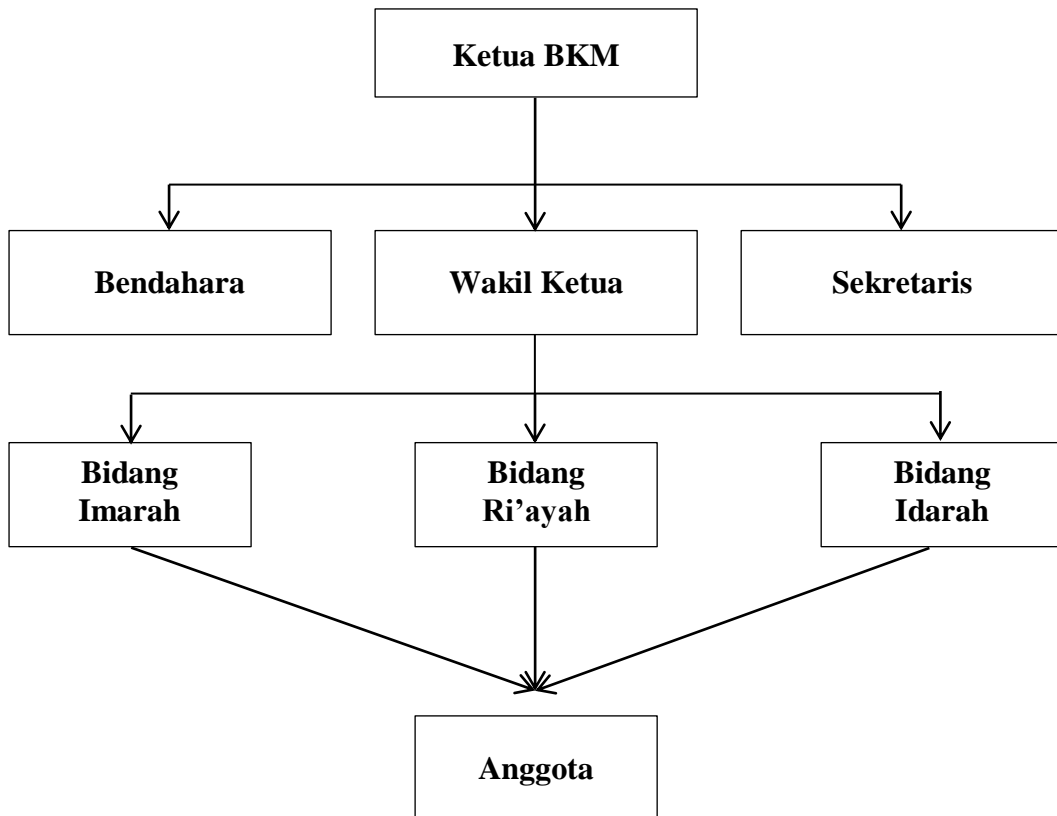 Ketua BKM
Bendahara
Wakil Ketua
Sekretaris
Bidang
Imarah
Bidang
Ri’ayah
Bidang
Idarah
Anggota